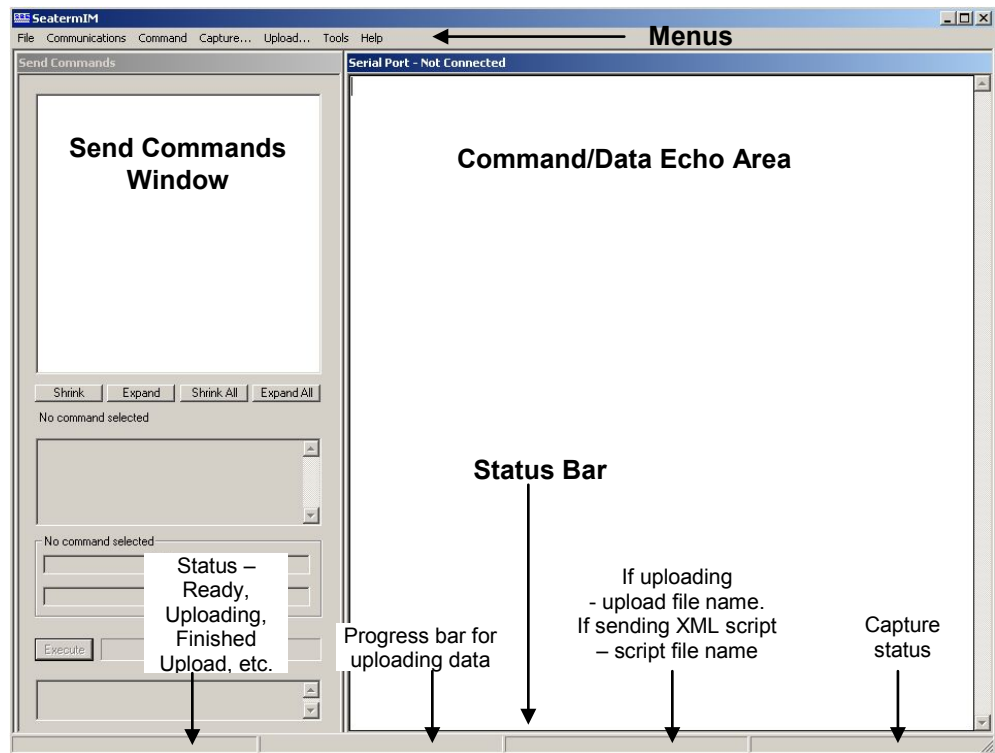 SeatermIM
File Communications Command Capture... Upload... Tools Help
Menus
Send Commands
Serial Port - Not Connected
Send Commands
Window
Command/Data Echo Area
Shrink Expand Shrink All Expand All
No command selected
Status Bar
No command selected
Status –
Ready,
Uploading,
Finished
Upload, etc.
Execute
Progress bar for
uploading data
If uploading
- upload file name.
If sending XML script
– script file name
Capture
status